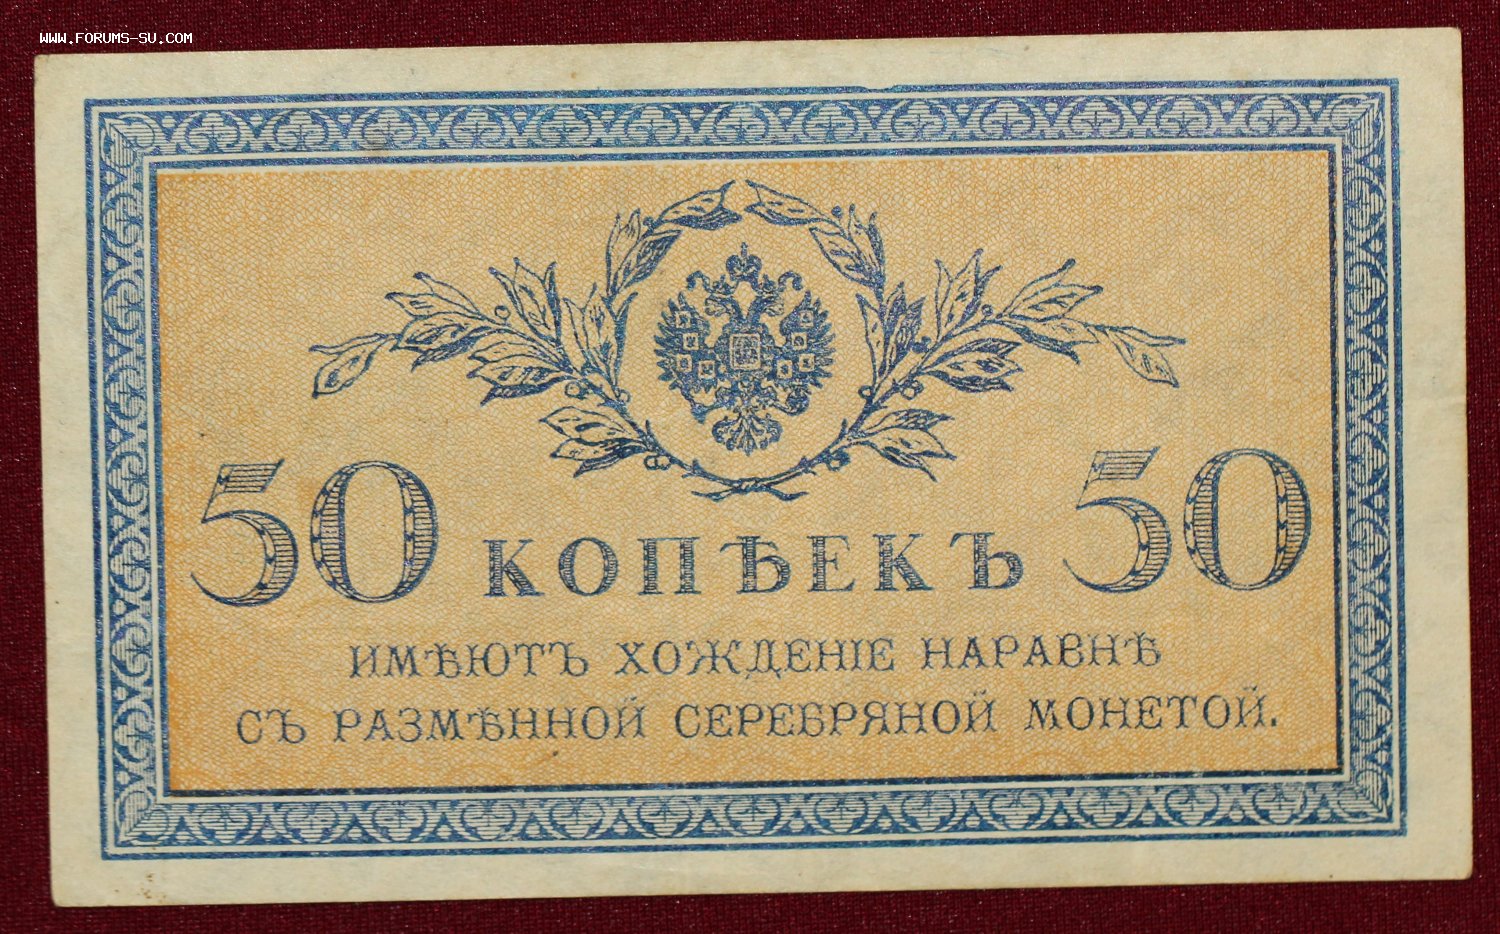 WWW.FORUMS-SU.COM
50 КОПѢЕКЪ 50
ИМѢЮТЪ ХОЖДЕНІЕ НАРАВНѢ
СЪ РАЗМѢННОЙ СЕРЕБРЯНОЙ МОНЕТОЙ.